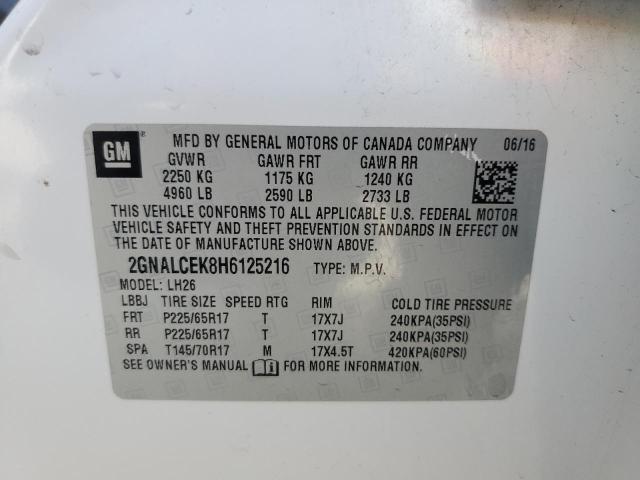 GM ® MFD BY GENERAL MOTORS OF CANADA COMPANY 06/16
GVWR GAWR FRT GAWR RR
2250 KG 1175 KG 1240 KG
4960 LB 2590 LB 2733 LB
THIS VEHICLE CONFORMS TO ALL APPLICABLE U.S. FEDERAL MOTOR
VEHICLE SAFETY AND THEFT PREVENTION STANDARDS IN EFFECT ON
THE DATE OF MANUFACTURE SHOWN ABOVE.
2GNALCEK8H6125216 TYPE: M.P.V.
MODEL: LH26
LBBJ TIRE SIZE SPEED RTG RIM COLD TIRE PRESSURE
FRT P225/65R17 T 17X7J 240KPA(35PSI)
RR P225/65R17 T 17X7J 240KPA(35PSI)
SPA T145/70R17 M 17X4.5T 420KPA(60PSI)
SEE OWNER'S MANUAL FOR MORE INFORMATION.